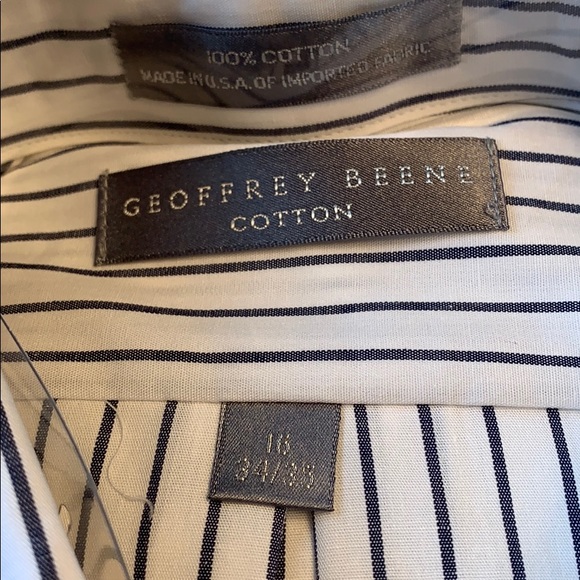 100% COTTON
MADE IN U.S.A. OF IMPORTED FABRIC
GEOFFREY BEENE
COTTON
16
34/35